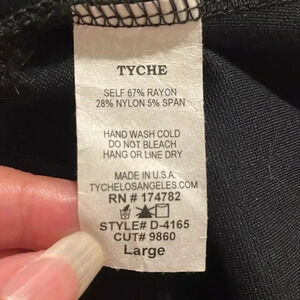 TYCHE
SELF 67% RAYON
28% NYLON 5% SPAN
HAND WASH COLD
DO NOT BLEACH
HANG OR LINE DRY
MADE IN U.S.A.
TYCHELOSANGELES.COM
RN # 174782
STYLE# D-4165
CUT# 9860
Large